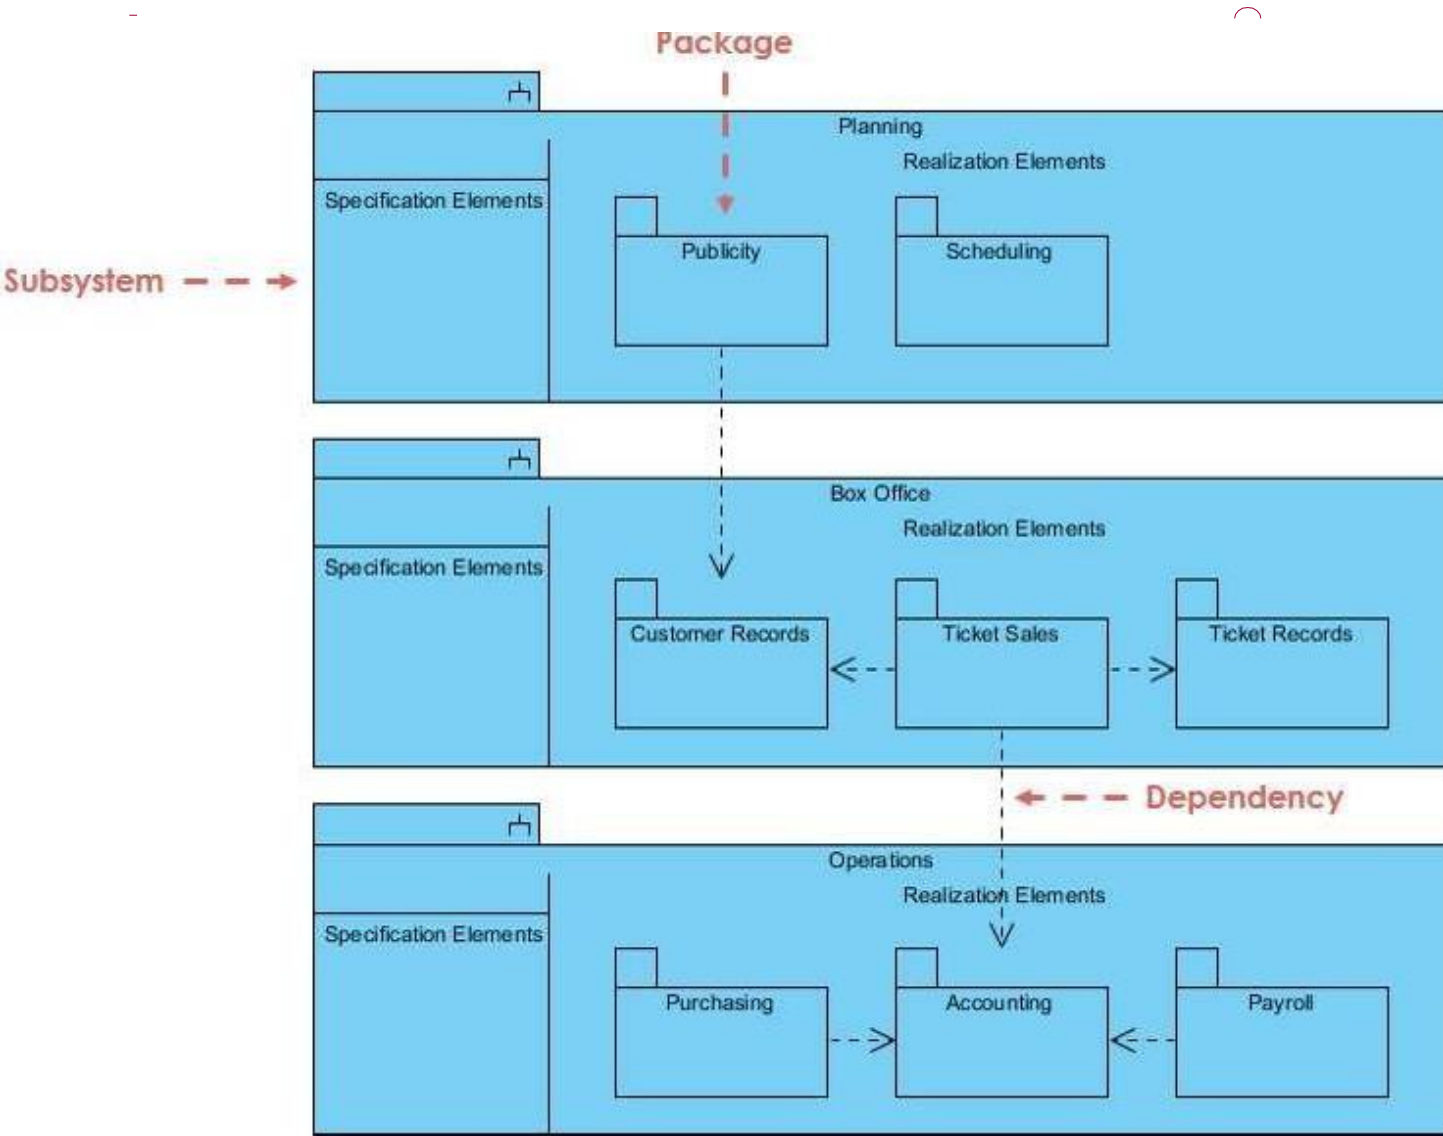 Package
Planning
Realization Elements
Specification Elements
Publicity
Scheduling
Subsystem
Box Office
Realization Elements
Specification Elements
Customer Records
Ticket Sales
Ticket Records
Dependency
Operations
Realization Elements
Specification Elements
Purchasing
Accounting
Payroll